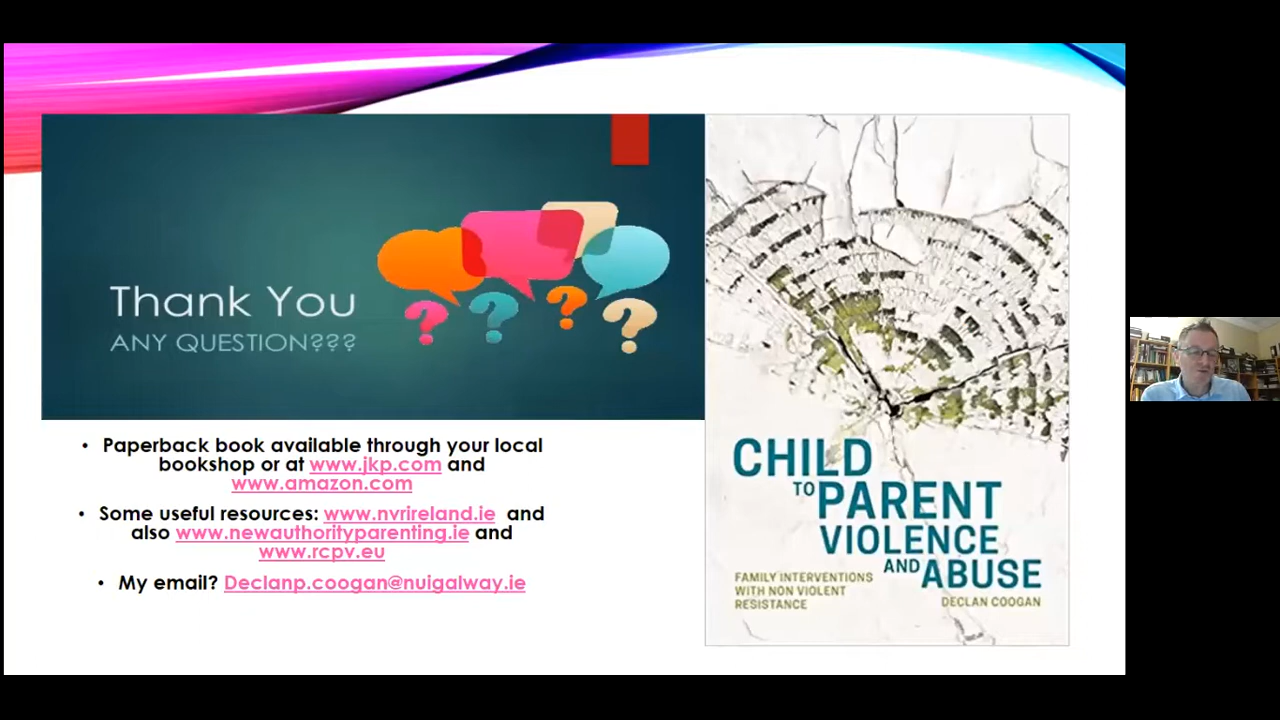 Thank You
ANY QUESTION???
• Paperback book available through your local
bookshop or at www.jkp.com and
www.amazon.com
• Some useful resources: www.nvrireland.ie and
also www.newauthorityparenting.ie and
www.rcpv.eu
• My email? Declanp.coogan@nuigalway.ie
CHILD
TO PARENT
VIOLENCE
AND ABUSE
FAMILY INTERVENTIONS
WITH NON VIOLENT
RESISTANCE
DECLAN COOGAN